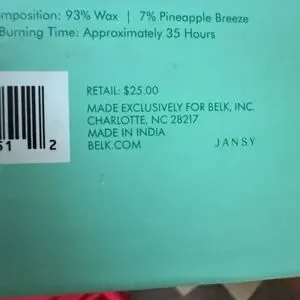 mposition: 93% Wax | 7% Pineapple Breeze
Burning Time: Approximately 35 Hours
RETAIL: $25.00
MADE EXCLUSIVELY FOR BELK, INC.
CHARLOTTE, NC 28217
MADE IN INDIA
BELK.COM
JANSY
51 2